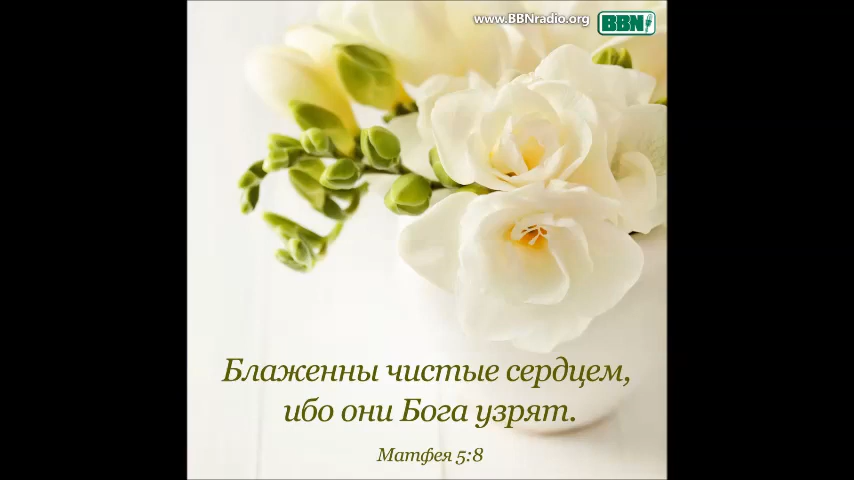 www.BBNradio.org BBN
Блаженны чистые сердцем,
ибо они Бога узрят.
Матфея 5:8